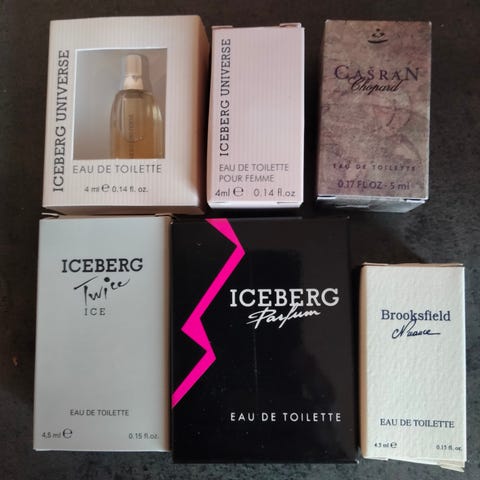 ICEBERG UNIVERSE
EAU DE TOILETTE
4 ml e 0.14 fl. oz.
ICEBERG UNIVERSE
EAU DE TOILETTE
POUR FEMME
4ml e 0.14 fl. oz.
CAŠRAN
Chopard
EAU DE TOILETTE
0.17 FL.OZ - 5 ml
ICEBERG
Twice
ICE
EAU DE TOILETTE
4,5 ml e 0.15 fl. oz.
ICEBERG
Parfum
EAU DE TOILETTE
Brooksfield
Nuance
EAU DE TOILETTE
4,5 ml e 0.15 fl. oz.